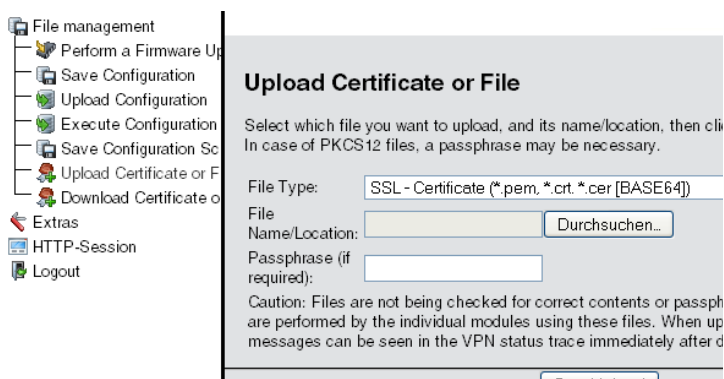 File management
Perform a Firmware Up
Save Configuration
Upload Configuration
Execute Configuration
Save Configuration Sc
Upload Certificate or F
Download Certificate o
Extras
HTTP-Session
Logout
Upload Certificate or File
Select which file you want to upload, and its name/location, then cli
In case of PKCS12 files, a passphrase may be necessary.
File Type: SSL - Certificate (*.pem, *.crt. *.cer [BASE64])
File
Name/Location: Durchsuchen...
Passphrase (if
required):
Caution: Files are not being checked for correct contents or passph
are performed by the individual modules using these files. When up
messages can be seen in the VPN status trace immediately after d